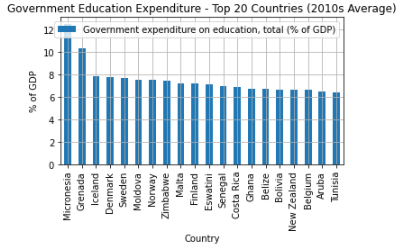 Government Education Expenditure - Top 20 Countries (2010s Average)
Government expenditure on education, total (% of GDP)
% of GDP
12
10
8
6
4
2
0
Micronesia
Grenada
Iceland
Denmark
Sweden
Moldova
Norway
Zimbabwe
Malta
Finland
Eswatini
Senegal
Costa Rica
Ghana
Belize
Bolivia
New Zealand
Belgium
Aruba
Tunisia
Country